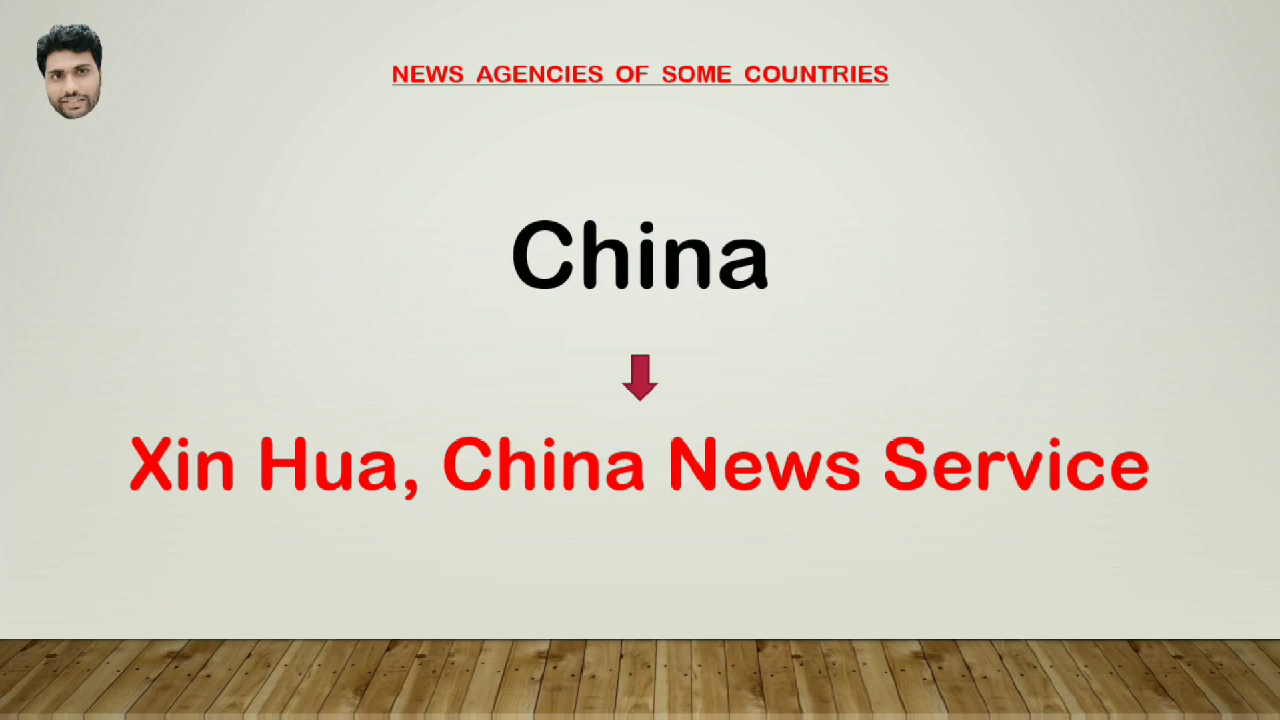 NEWS AGENCIES OF SOME COUNTRIES
China
Xin Hua, China News Service